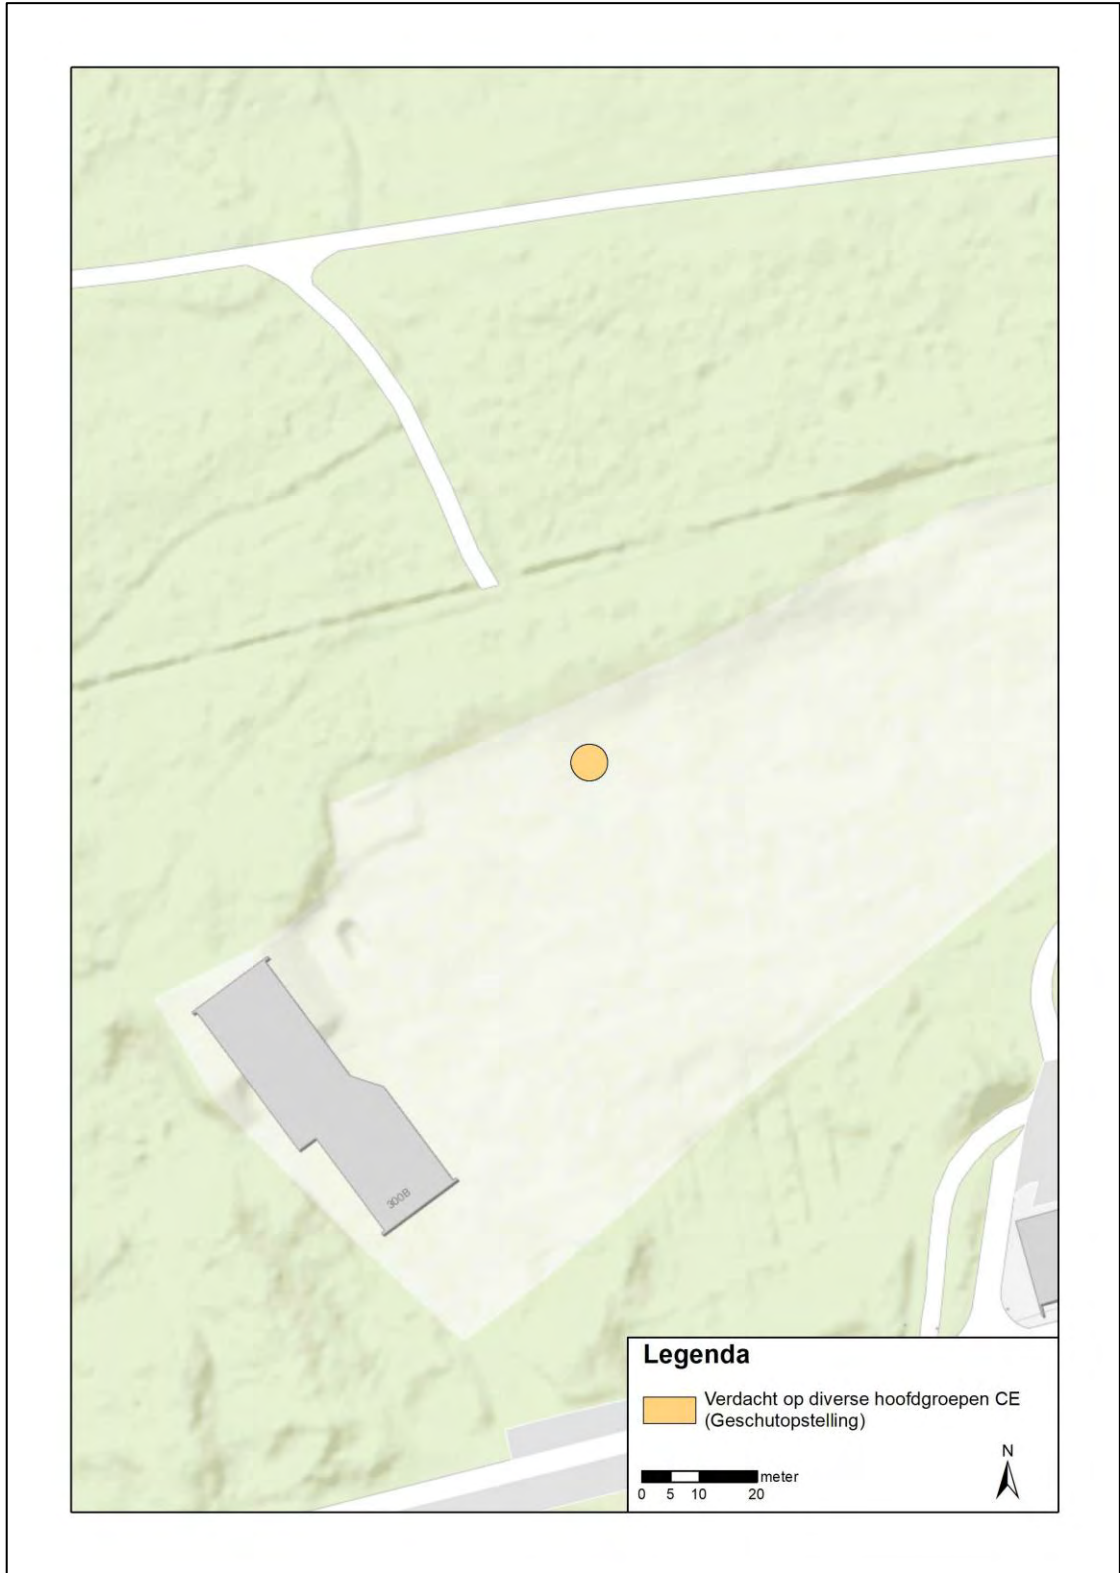 300B
Legenda
Verdacht op diverse hoofdgroepen CE
(Geschutopstelling)
N
meter
0 5 10 20